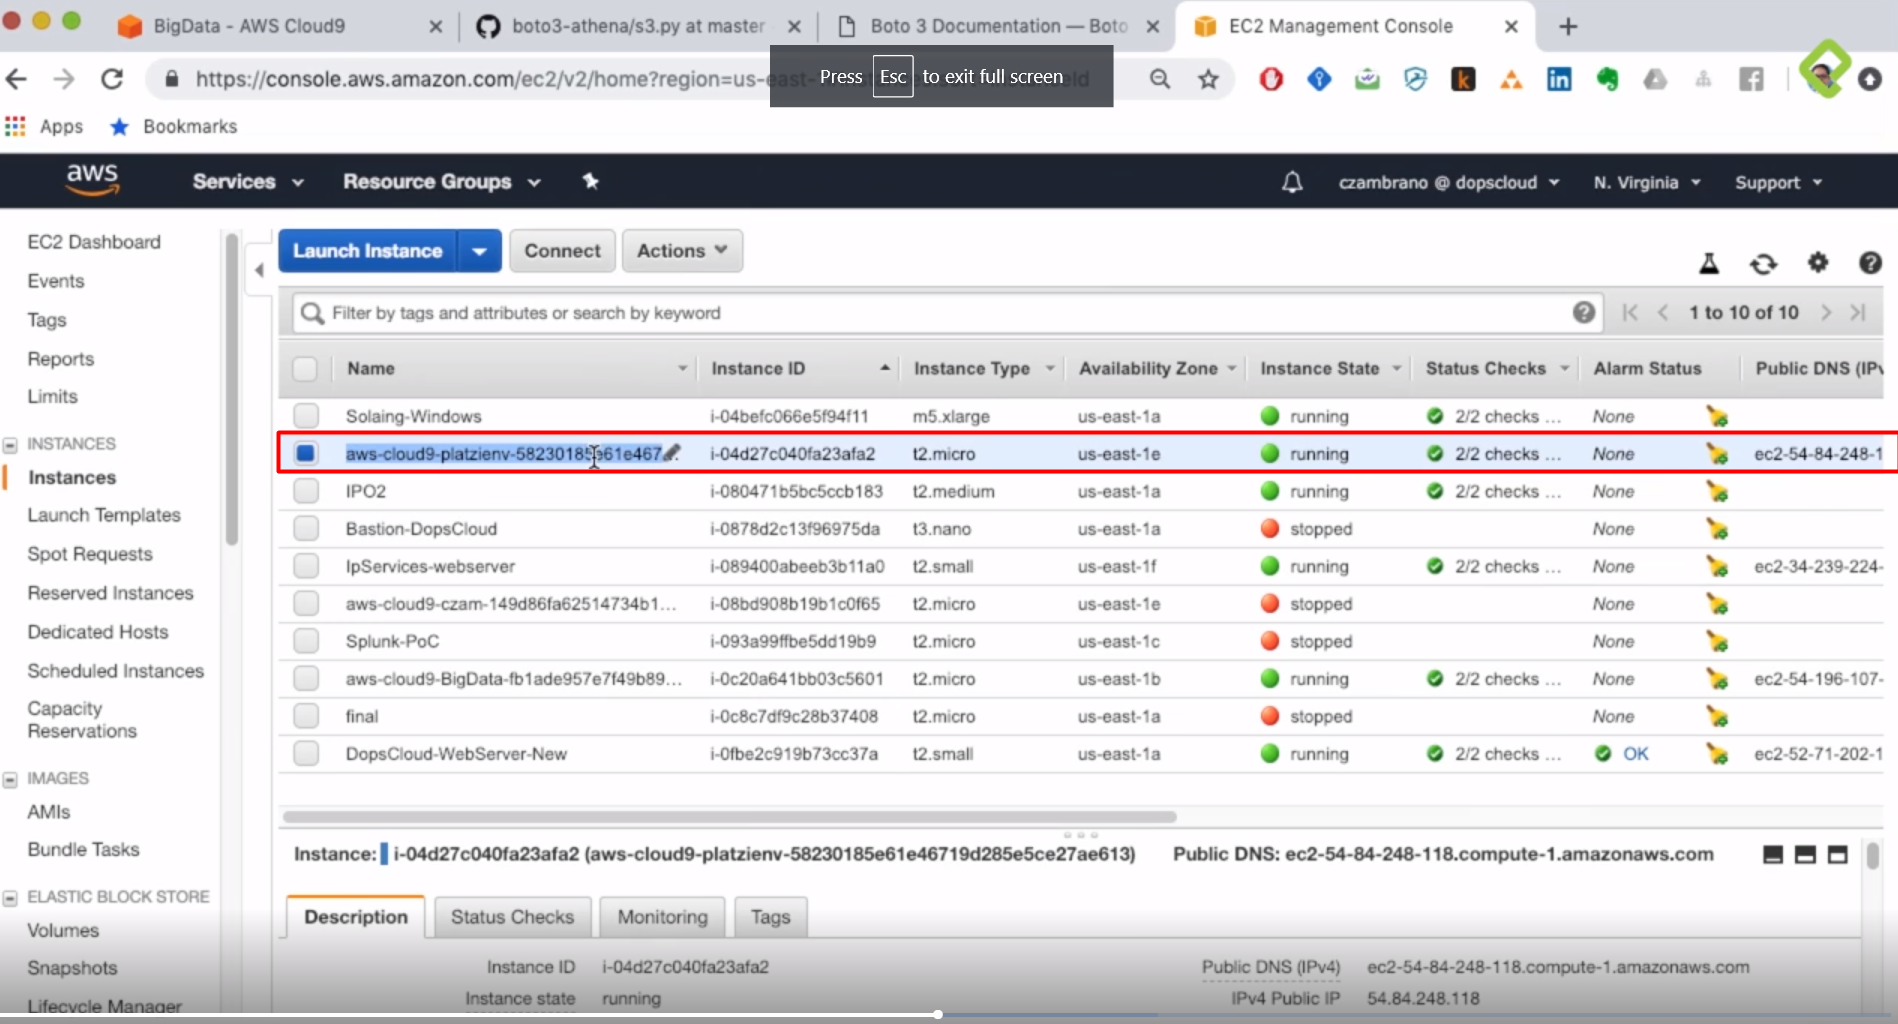 BigData - AWS Cloud9
boto3-athena/s3.py at master
Boto 3 Documentation — Boto
EC2 Management Console
Press Esc to exit full screen
https://console.aws.amazon.com/ec2/v2/home?region=us-east-
Apps
Bookmarks
aws
Services
Resource Groups
czambrano @ dopscloud
N. Virginia
Support
EC2 Dashboard
Events
Tags
Reports
Limits
INSTANCES
Instances
Launch Templates
Spot Requests
Reserved Instances
Dedicated Hosts
Scheduled Instances
Capacity
Reservations
IMAGES
AMIs
Bundle Tasks
ELASTIC BLOCK STORE
Volumes
Snapshots
Lifecycle Manager
Launch Instance
Connect
Actions
Filter by tags and attributes or search by keyword
1 to 10 of 10
Name Instance ID Instance Type Availability Zone Instance State Status Checks Alarm Status Public DNS (IPv
Solaing-Windows i-04befc066e5f94f11 m5.xlarge us-east-1a running 2/2 checks ... None
aws-cloud9-platzienv-58230185e61e467... i-04d27c040fa23afa2 t2.micro us-east-1e running 2/2 checks ... None ec2-54-84-248-1
IPO2 i-080471b5bc5ccb183 t2.medium us-east-1a running 2/2 checks ... None
Bastion-DopsCloud i-0878d2c13f96975da t3.nano us-east-1a stopped None
IpServices-webserver i-089400abeeb3b11a0 t2.small us-east-1f running 2/2 checks ... None ec2-34-239-224-
aws-cloud9-czam-149d86fa62514734b1... i-08bd908b19b1c0f65 t2.micro us-east-1e stopped None
Splunk-PoC i-093a99ffbe5dd19b9 t2.micro us-east-1c stopped None
aws-cloud9-BigData-fb1ade957e7f49b89... i-0c20a641bb03c5601 t2.micro us-east-1b running 2/2 checks ... None ec2-54-196-107-
final i-0c8c7df9c28b37408 t2.micro us-east-1a stopped None
DopsCloud-WebServer-New i-0fbe2c919b73cc37a t2.small us-east-1a running 2/2 checks ... OK ec2-52-71-202-1
Instance: i-04d27c040fa23afa2 (aws-cloud9-platzienv-58230185e61e46719d285e5ce27ae613) Public DNS: ec2-54-84-248-118.compute-1.amazonaws.com
Description
Status Checks
Monitoring
Tags
Instance ID i-04d27c040fa23afa2
Public DNS (IPv4) ec2-54-84-248-118.compute-1.amazonaws.com
Instance state running
IPv4 Public IP 54.84.248.118